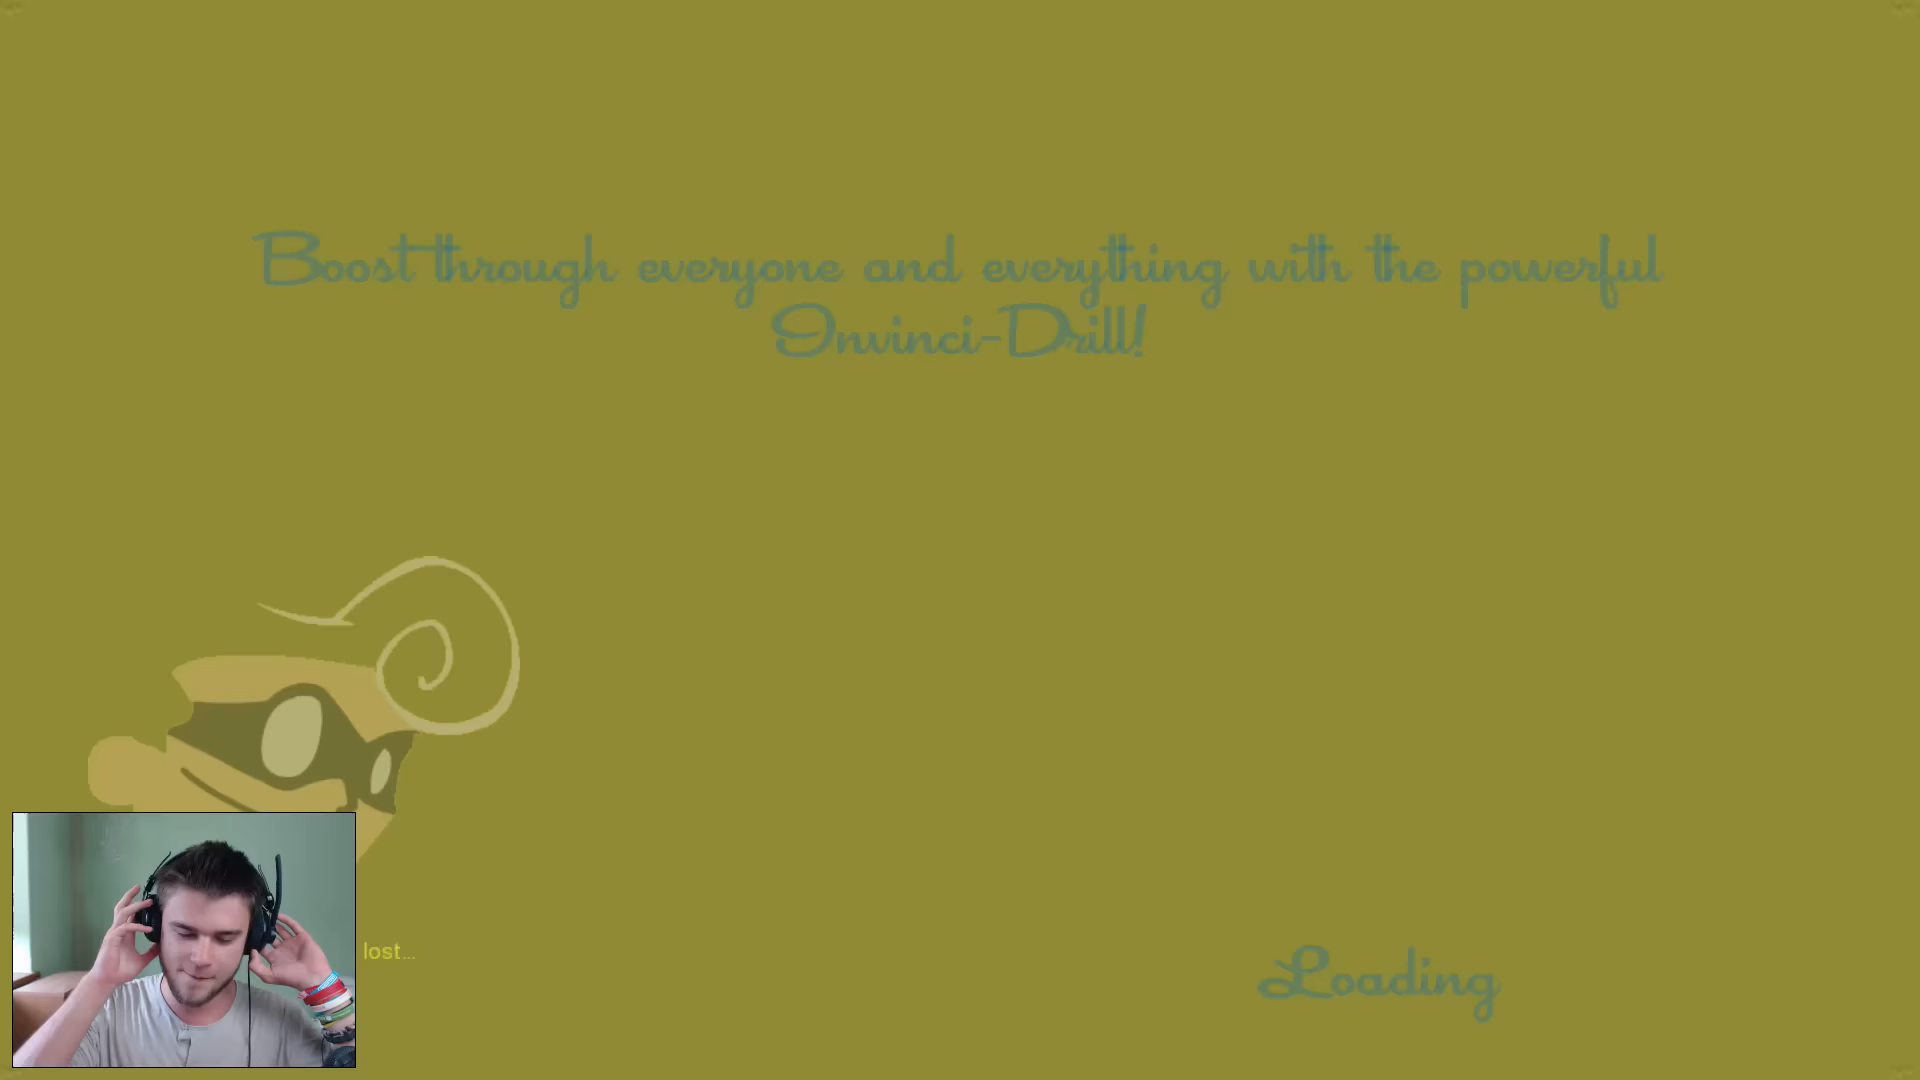 Boost through everyone and everything with the powerful
Invinci-Drill!
lost...
Loading